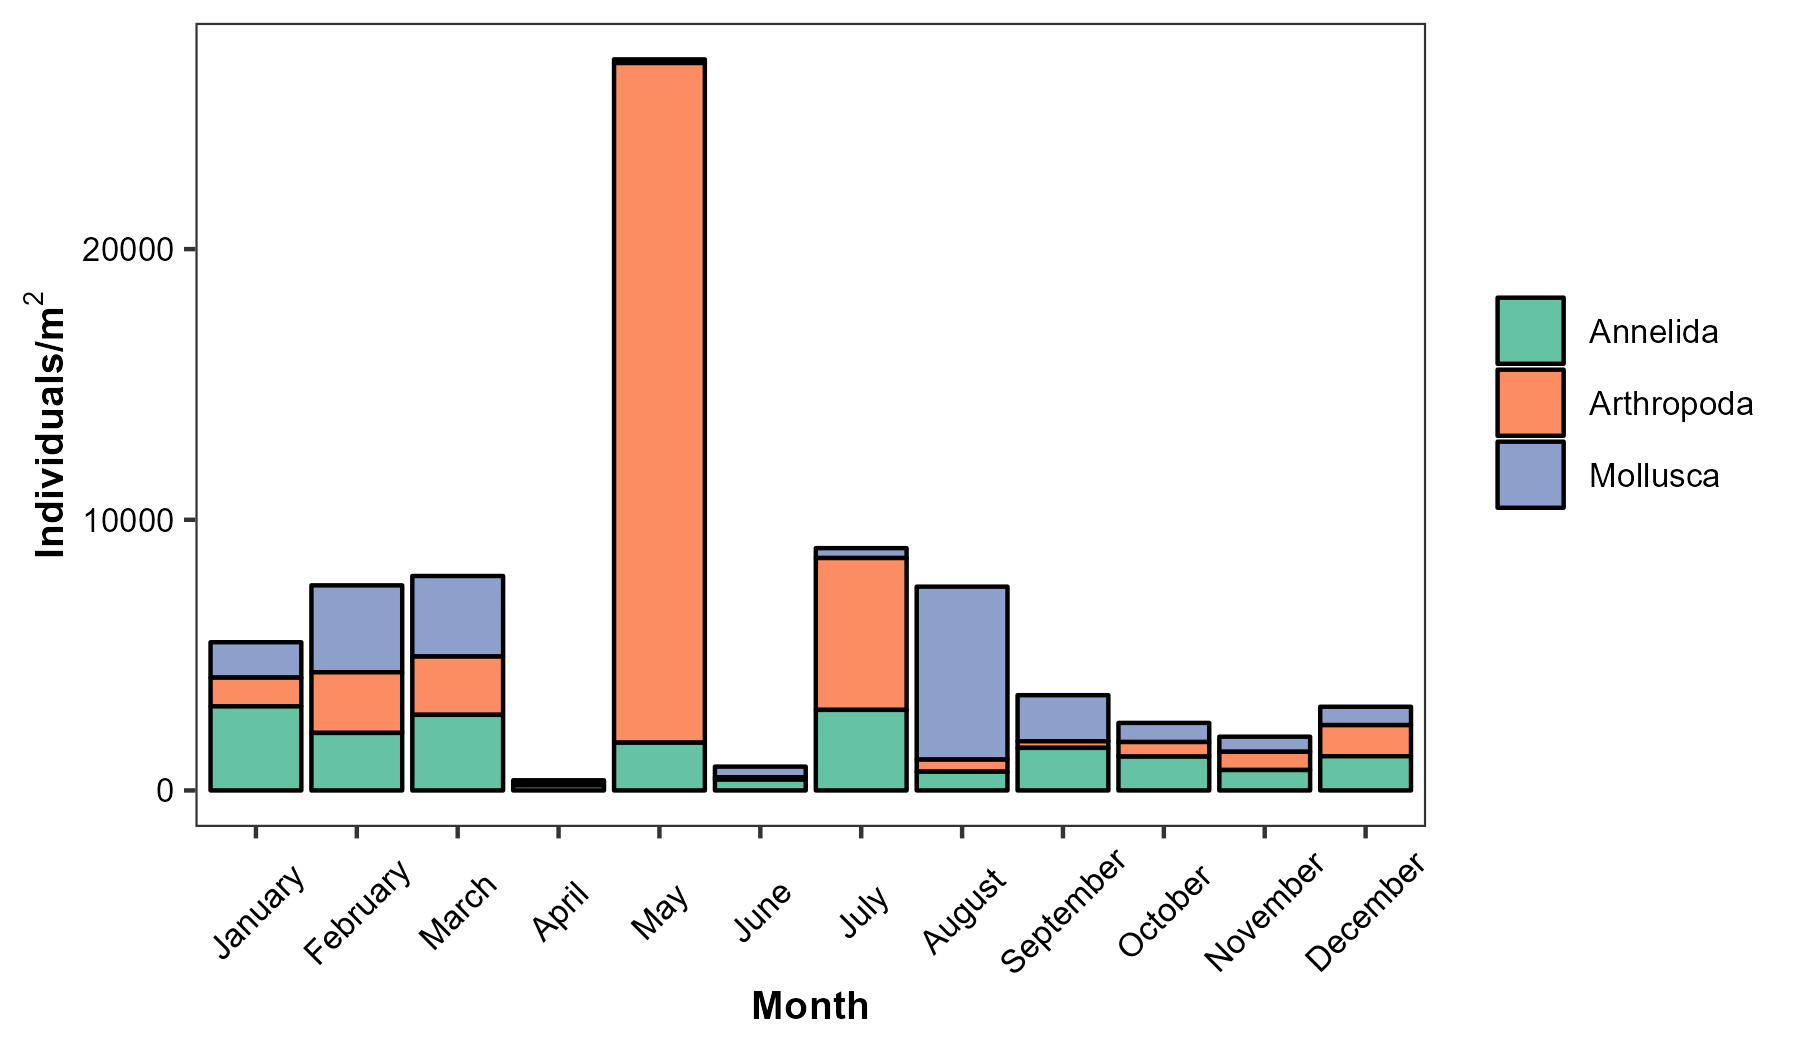 20000
10000
0
Individuals/m²
January
February
March
April
May
June
July
August
September
October
November
December
Month
Annelida
Arthropoda
Mollusca